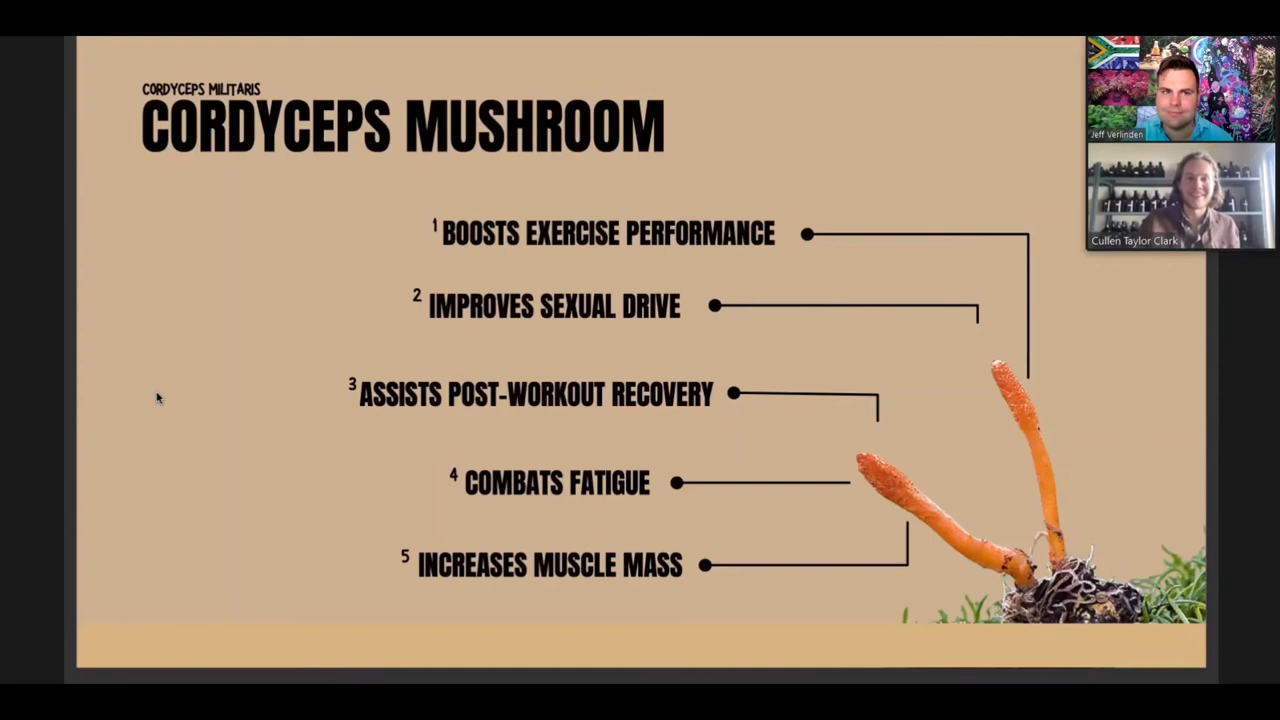 CORDYCEPS MILITARIS
CORDYCEPS MUSHROOM
1 BOOSTS EXERCISE PERFORMANCE
2 IMPROVES SEXUAL DRIVE
3 ASSISTS POST-WORKOUT RECOVERY
4 COMBATS FATIGUE
5 INCREASES MUSCLE MASS
Jeff Verlinden
Cullen Taylor Clark